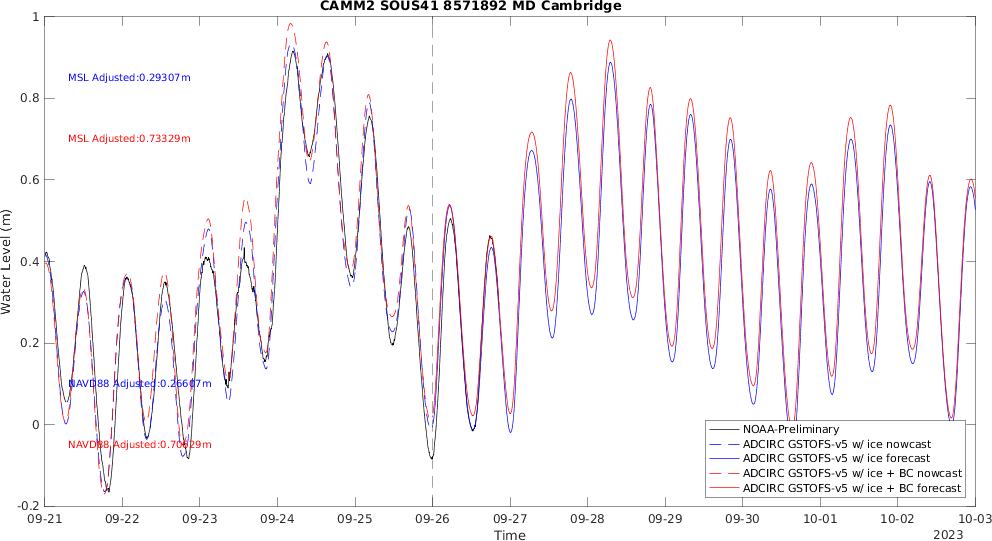 CAMM2 SOUS41 8571892 MD Cambridge
1
MSL Adjusted:0.29307m
0.8
MSL Adjusted:0.73329m
0.6
Water Level (m)
0.4
0.2
NAVD88 Adjusted:0.26607m
0
NOAA-Preliminary
NAVD88 Adjusted:0.70629m
ADCIRC GSTOFS-v5 w/ ice nowcast
ADCIRC GSTOFS-v5 w/ ice forecast
ADCIRC GSTOFS-v5 w/ ice + BC nowcast
ADCIRC GSTOFS-v5 w/ ice + BC forecast
-0.2
09-21 09-22 09-23 09-24 09-25 09-26 09-27 09-28 09-29 09-30 10-01 10-02 10-03
Time 2023